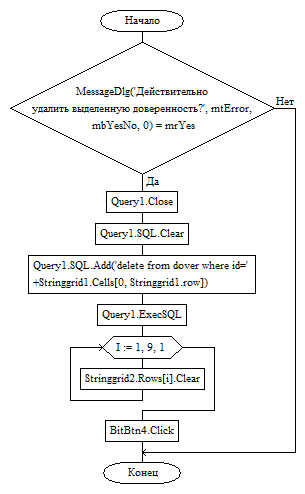 Начало
MessageDlg('Действительно
удалить выделенную доверенность?', mtError,
mbYesNo, 0) = mrYes
Нет
Да
Query1.Close
Query1.SQL.Clear
Query1.SQL.Add('delete from dover where id='
+Stringgrid1.Cells[0, Stringgrid1.row])
Query1.ExecSQL
I := 1, 9, 1
Stringgrid2.Rows[i].Clear
BitBtn4.Click
Конец